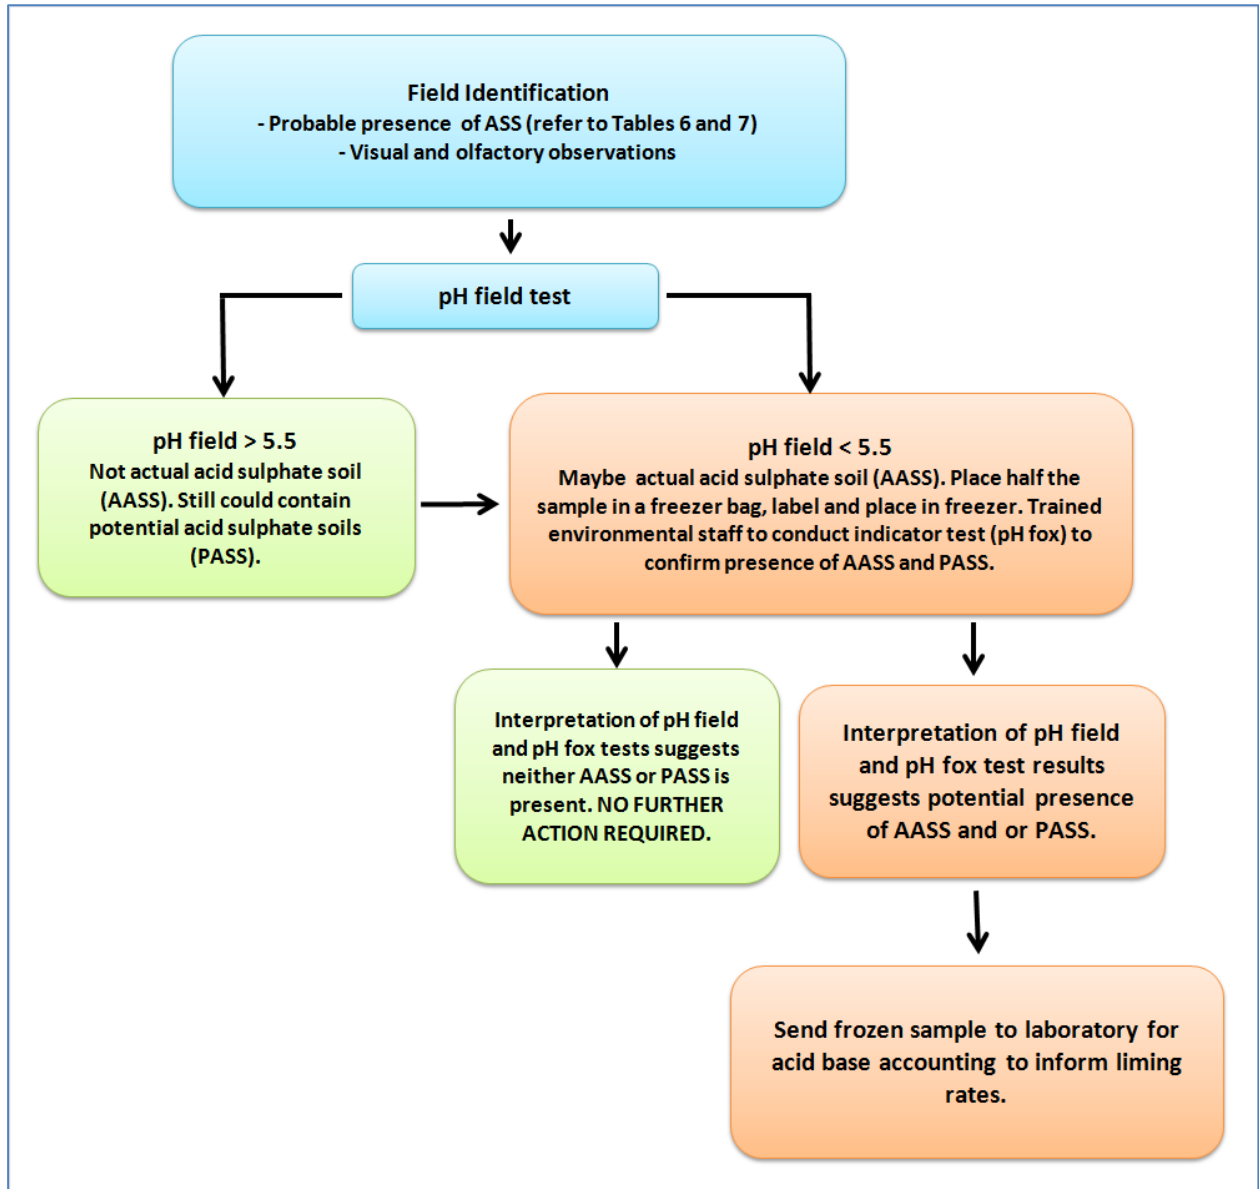 Field Identification
- Probable presence of ASS (refer to Tables 6 and 7)
- Visual and olfactory observations
pH field test
pH field > 5.5
Not actual acid sulphate soil
(AASS). Still could contain
potential acid sulphate soils
(PASS).
pH field < 5.5
Maybe actual acid sulphate soil (AASS). Place half the
sample in a freezer bag, label and place in freezer. Trained
environmental staff to conduct indicator test (pH fox) to
confirm presence of AASS and PASS.
Interpretation of pH field
and pH fox tests suggests
neither AASS or PASS is
present. NO FURTHER
ACTION REQUIRED.
Interpretation of pH field
and pH fox test results
suggests potential presence
of AASS and or PASS.
Send frozen sample to laboratory for
acid base accounting to inform liming
rates.